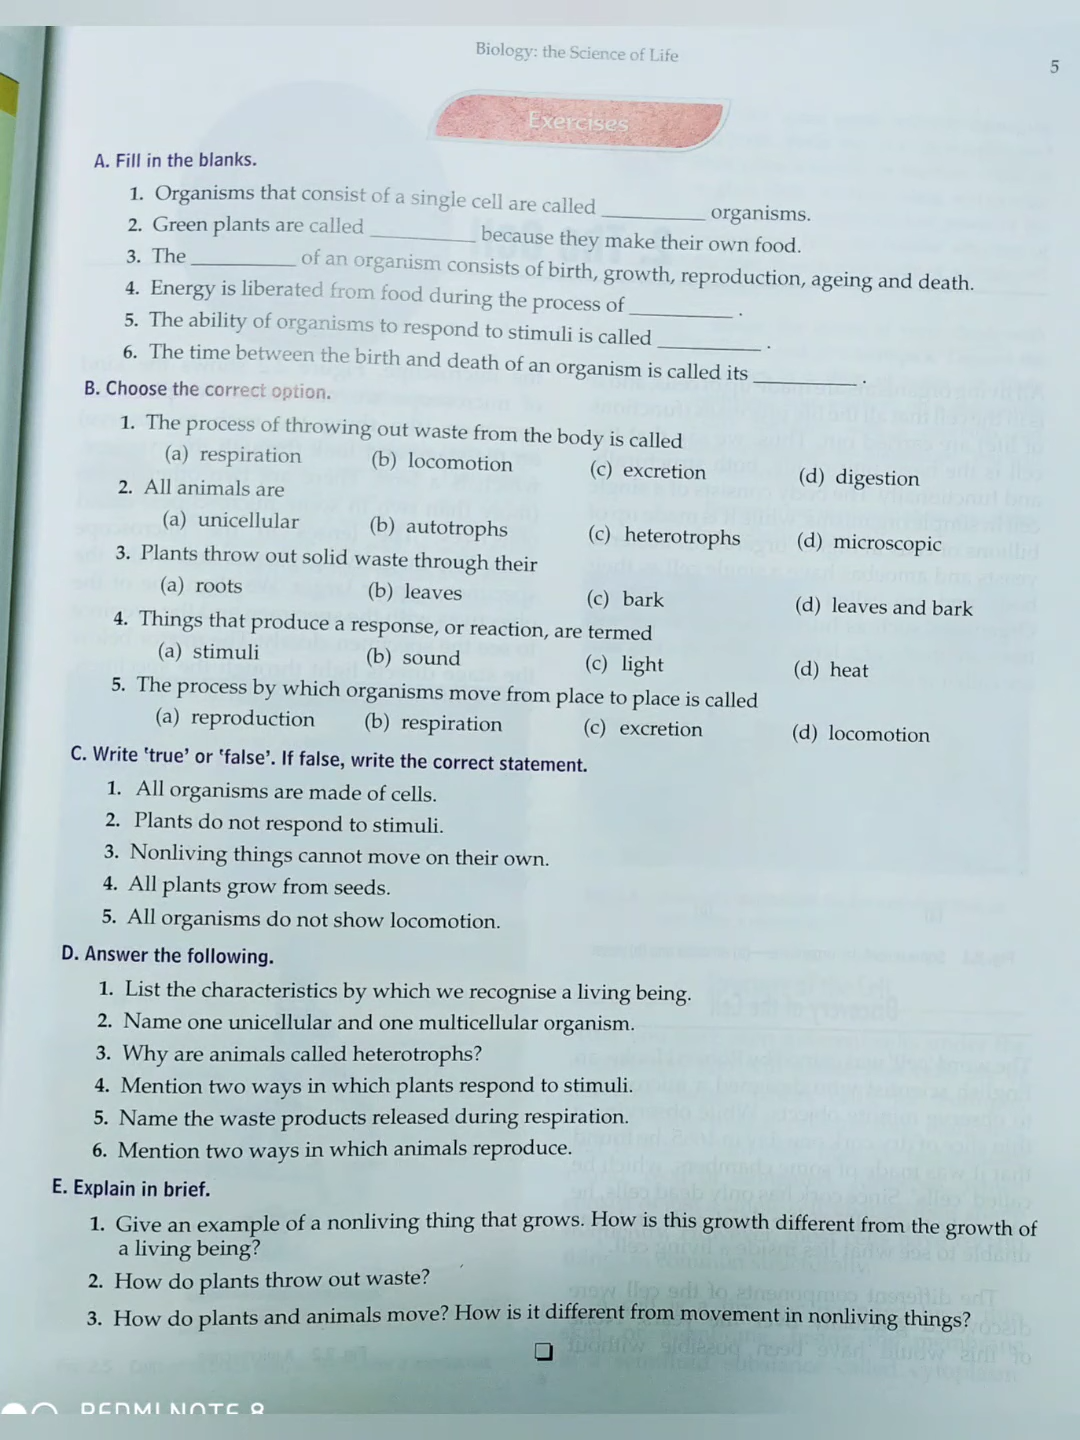 Biology: the Science of Life
5
Exercises
A. Fill in the blanks.
1. Organisms that consist of a single cell are called __________ organisms.
2. Green plants are called __________ because they make their own food.
3. The __________ of an organism consists of birth, growth, reproduction, ageing and death.
4. Energy is liberated from food during the process of __________ .
5. The ability of organisms to respond to stimuli is called __________ .
6. The time between the birth and death of an organism is called its __________ .
B. Choose the correct option.
1. The process of throwing out waste from the body is called
(a) respiration (b) locomotion (c) excretion (d) digestion
2. All animals are
(a) unicellular (b) autotrophs (c) heterotrophs (d) microscopic
3. Plants throw out solid waste through their
(a) roots (b) leaves (c) bark (d) leaves and bark
4. Things that produce a response, or reaction, are termed
(a) stimuli (b) sound (c) light (d) heat
5. The process by which organisms move from place to place is called
(a) reproduction (b) respiration (c) excretion (d) locomotion
C. Write 'true' or 'false'. If false, write the correct statement.
1. All organisms are made of cells.
2. Plants do not respond to stimuli.
3. Nonliving things cannot move on their own.
4. All plants grow from seeds.
5. All organisms do not show locomotion.
D. Answer the following.
1. List the characteristics by which we recognise a living being.
2. Name one unicellular and one multicellular organism.
3. Why are animals called heterotrophs?
4. Mention two ways in which plants respond to stimuli.
5. Name the waste products released during respiration.
6. Mention two ways in which animals reproduce.
E. Explain in brief.
1. Give an example of a nonliving thing that grows. How is this growth different from the growth of
a living being?
2. How do plants throw out waste?
3. How do plants and animals move? How is it different from movement in nonliving things?
REDMI NOTE 8